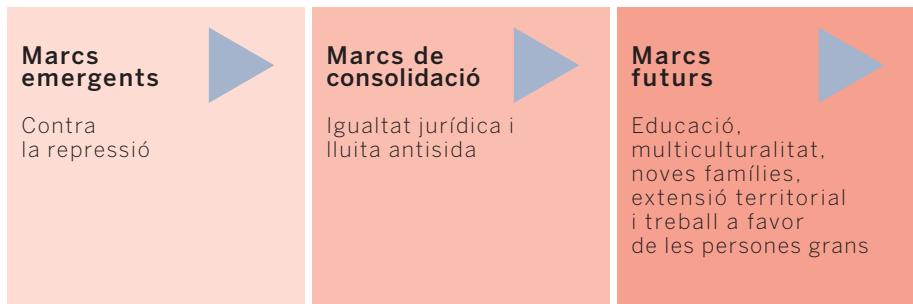 Marcs
emergents
Contra
la repressió
Marcs de
consolidació
Igualtat jurídica i
lluita antisida
Marcs
futurs
Educació,
multiculturalitat,
noves famílies,
extensió territorial
i treball a favor
de les persones grans